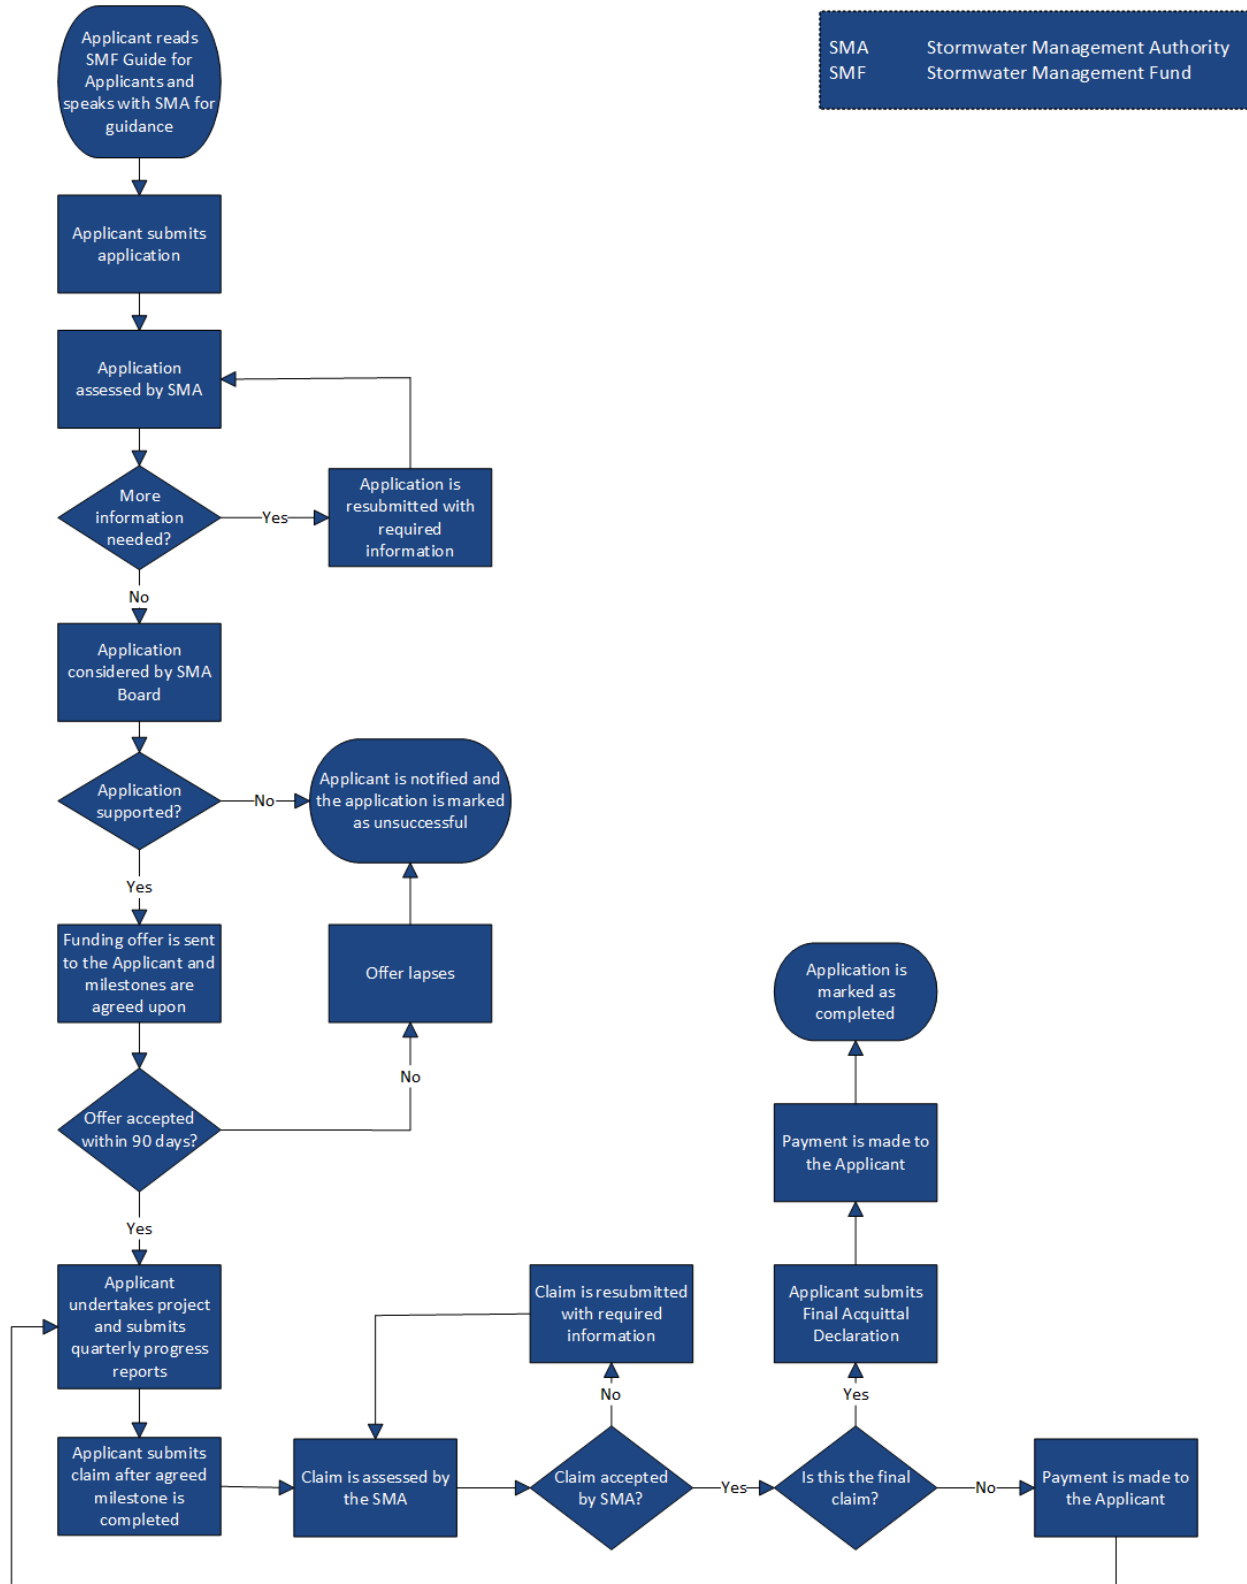 Applicant reads
SMF Guide for
Applicants and
speaks with SMA for
guidance
SMA Stormwater Management Authority
SMF Stormwater Management Fund
Applicant submits
application
Application
assessed by SMA
More
information
needed?
Yes
Application is
resubmitted with
required
information
No
Application
considered by SMA
Board
Application
supported?
No
Applicant is notified and
the application is marked
as unsuccessful
Yes
Funding offer is sent
to the Applicant and
milestones are
agreed upon
Offer lapses
Application is
marked as
completed
No
Offer accepted
within 90 days?
Payment is made to
the Applicant
Yes
Applicant
undertakes project
and submits
quarterly progress
reports
Claim is resubmitted
with required
information
Applicant submits
Final Acquittal
Declaration
No
Yes
Applicant submits
claim after agreed
milestone is
completed
Claim is assessed by
the SMA
Claim accepted
by SMA?
Yes
Is this the final
claim?
No
Payment is made to
the Applicant